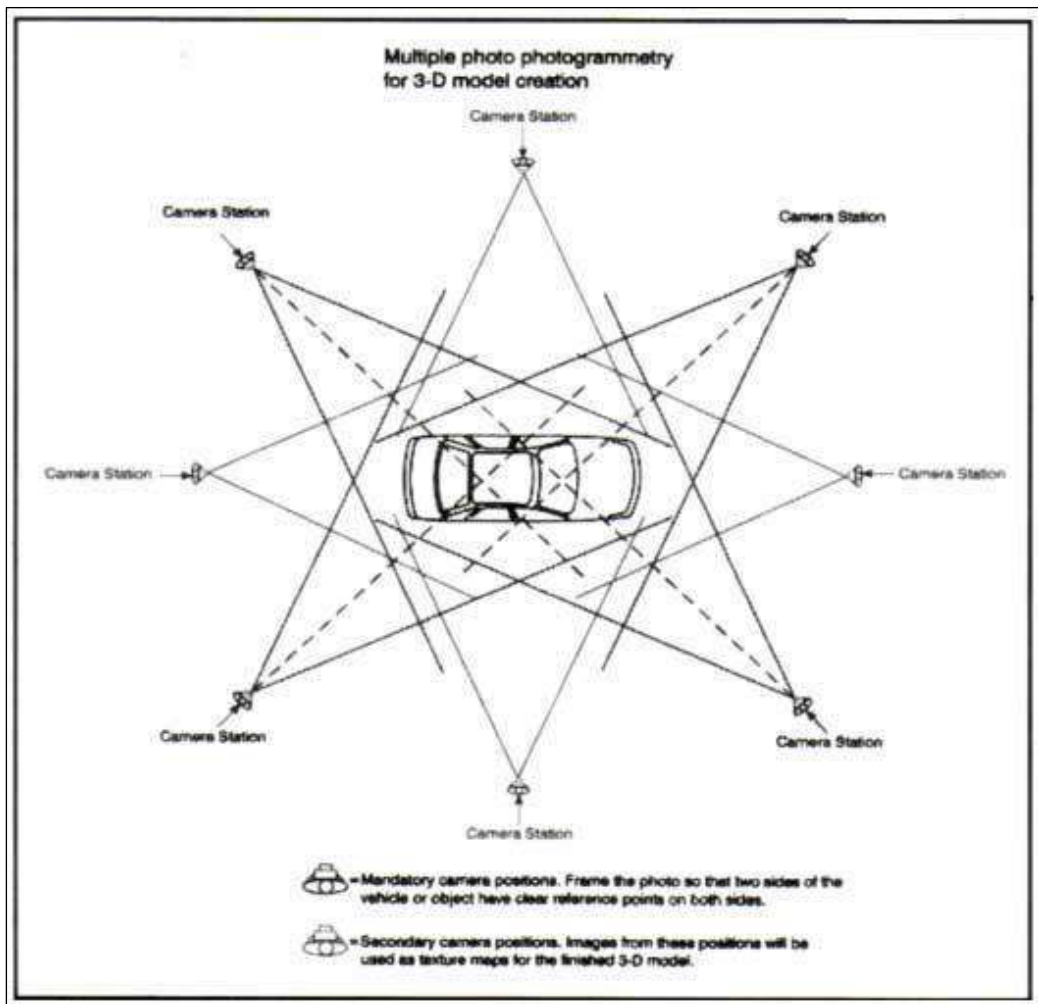 Multiple photo photogrammetry
for 3-D model creation
Camera Station
Camera Station
Camera Station
Camera Station
Camera Station
Camera Station
Camera Station
Camera Station
=Mandatory camera positions. Frame the photo so that two sides of the
vehicle or object have clear reference points on both sides.
=Secondary camera positions. Images from these positions will be
used as texture maps for the finished 3-D model.